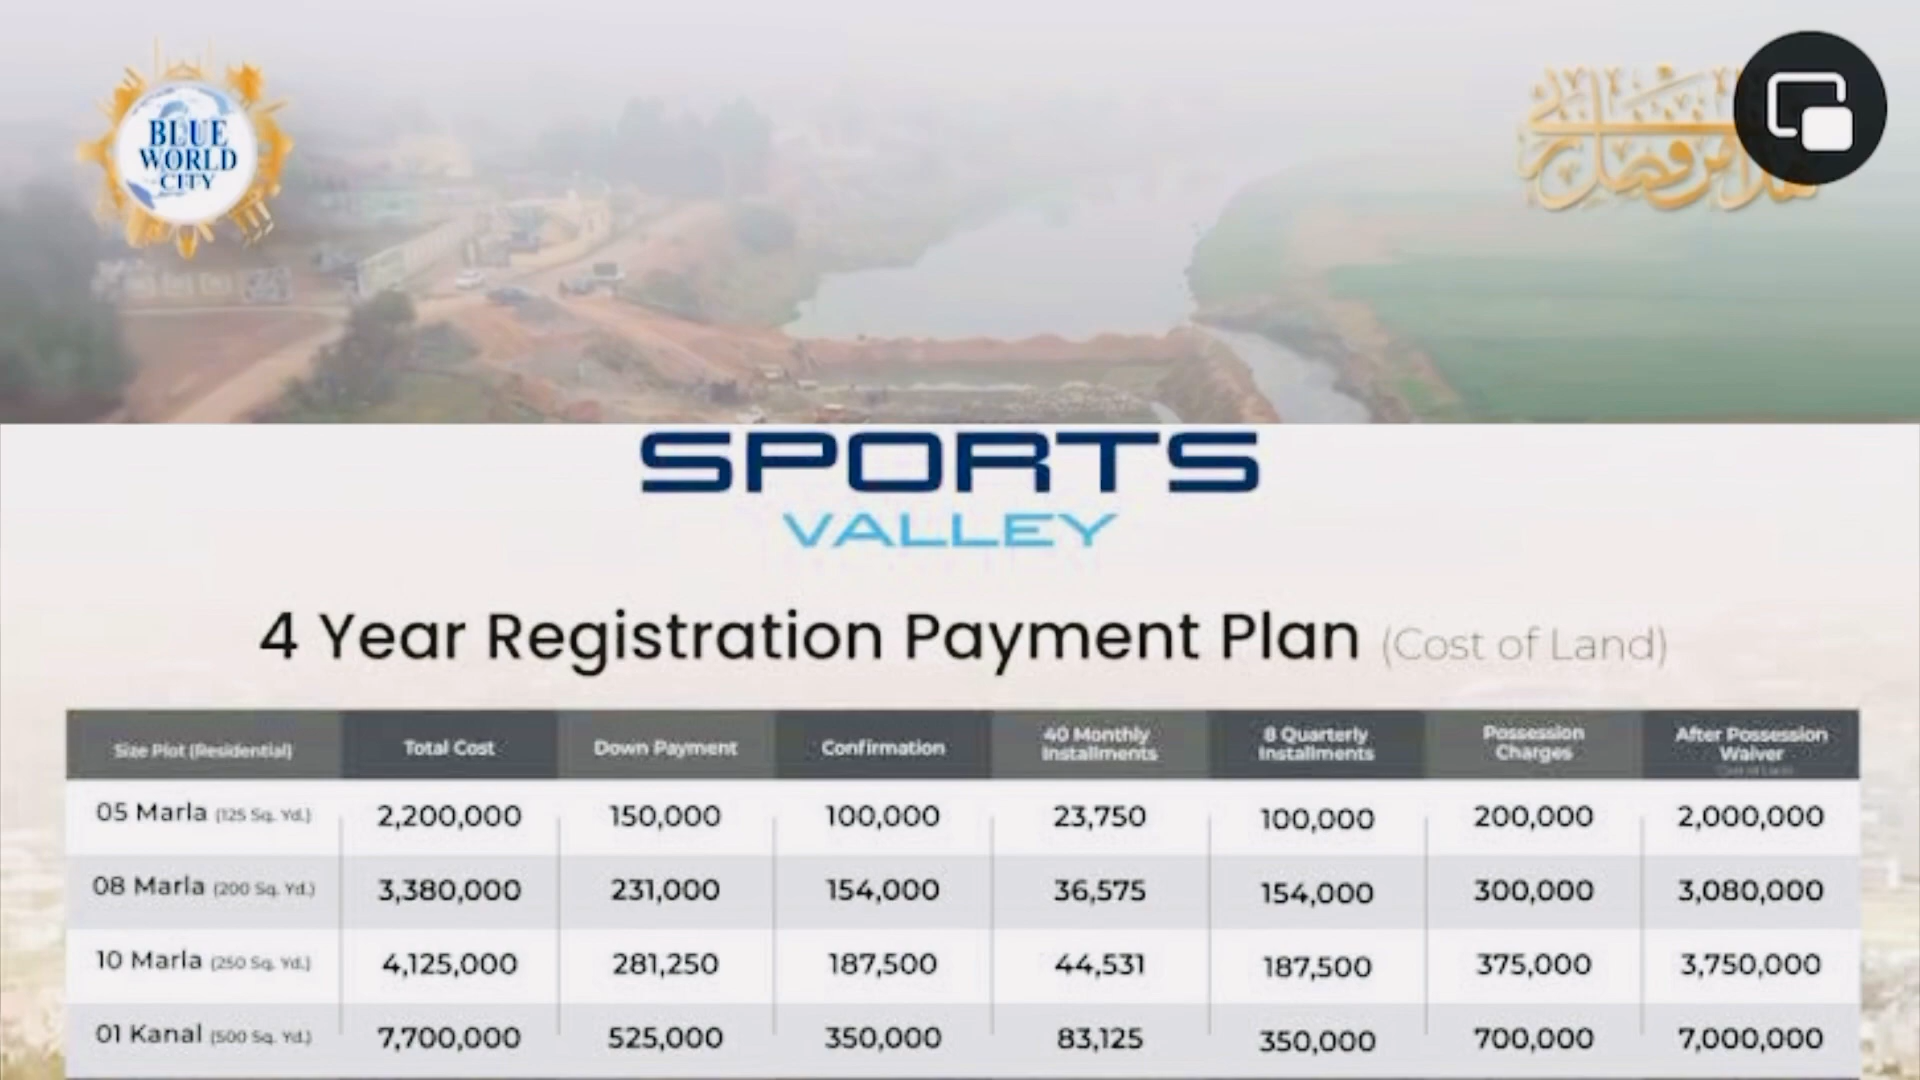 BLUE
WORLD
CITY
SPORTS
VALLEY
4 Year Registration Payment Plan (Cost of Land)
Size Plot (Residential) Total Cost Down Payment Confirmation 40 Monthly Installments 8 Quarterly Installments Possession Charges After Possession Waiver
05 Marla (125 Sq. Yd.) 2,200,000 150,000 100,000 23,750 100,000 200,000 2,000,000
08 Marla (200 Sq. Yd.) 3,380,000 231,000 154,000 36,575 154,000 300,000 3,080,000
10 Marla (250 Sq. Yd.) 4,125,000 281,250 187,500 44,531 187,500 375,000 3,750,000
01 Kanal (500 Sq. Yd.) 7,700,000 525,000 350,000 83,125 350,000 700,000 7,000,000